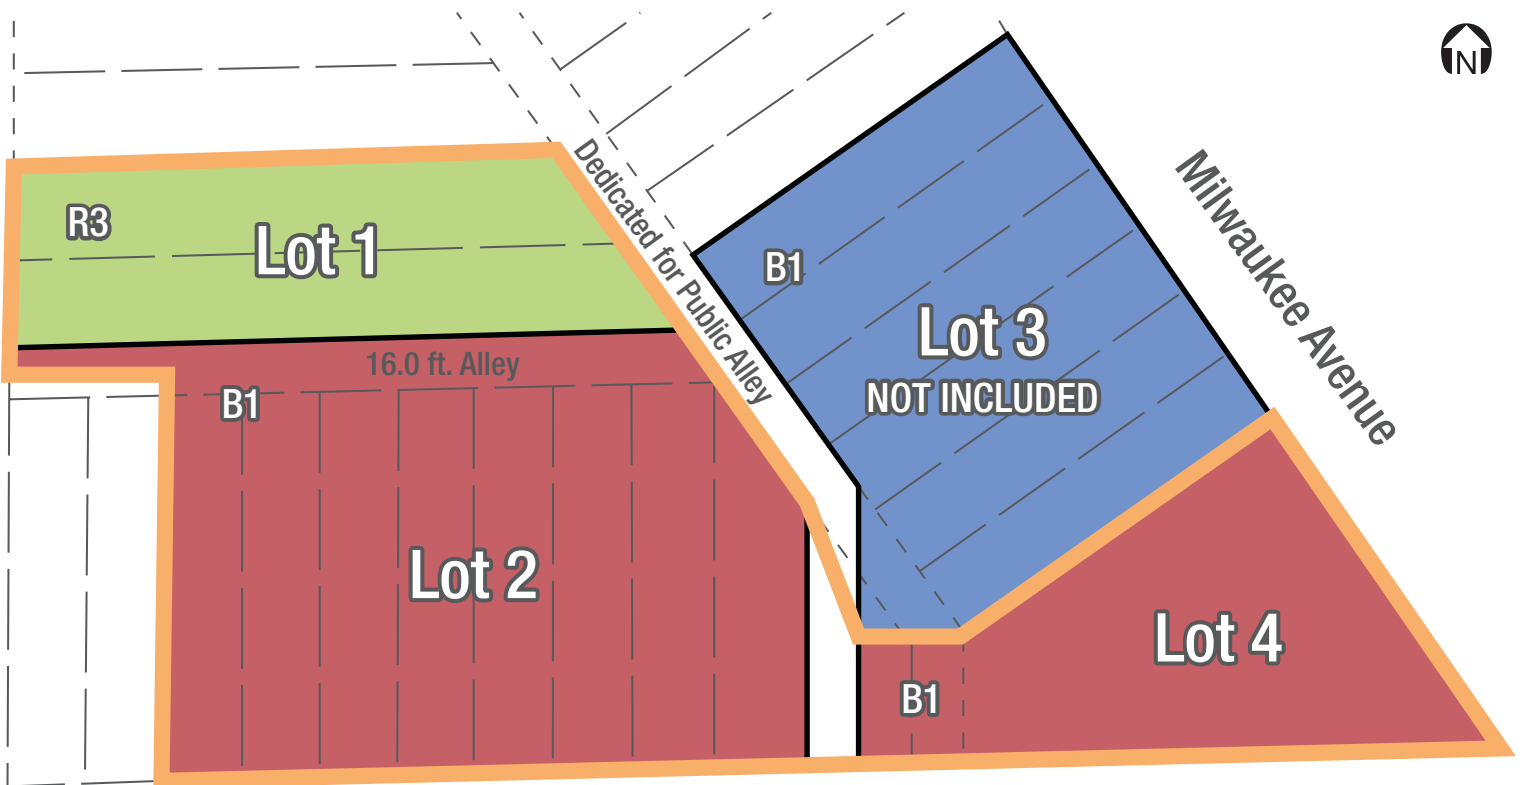 N
Dedicated for Public Alley
Milwaukee Avenue
R3
Lot 1
B1
Lot 3
NOT INCLUDED
16.0 ft. Alley
B1
Lot 2
Lot 4
B1